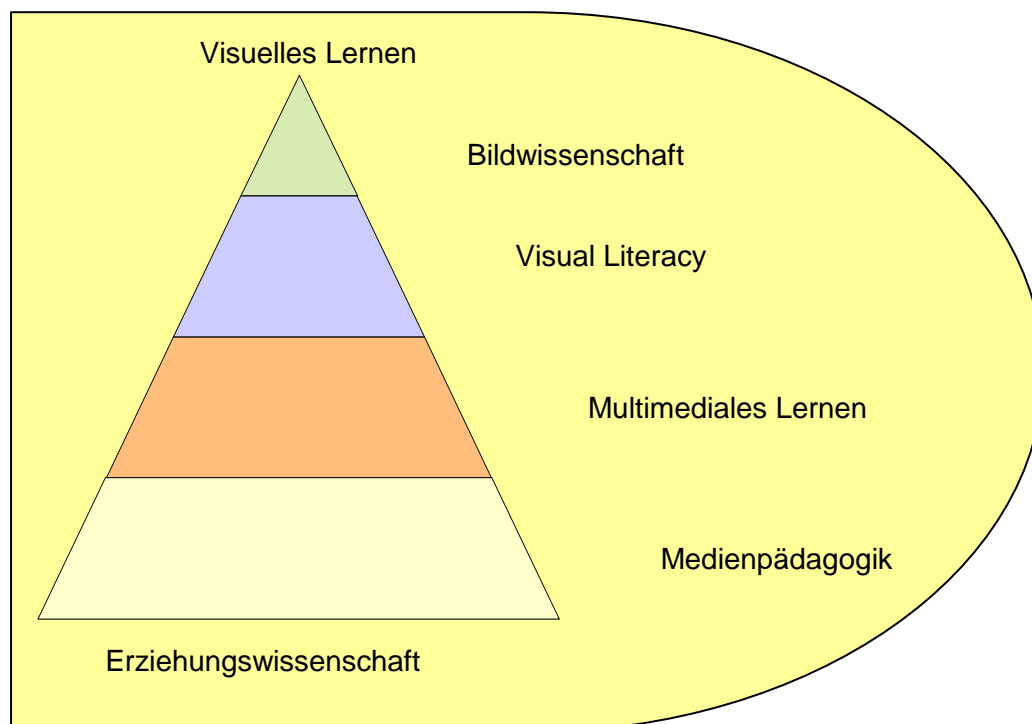 Visuelles Lernen
Bildwissenschaft
Visual Literacy
Multimediales Lernen
Medienpädagogik
Erziehungswissenschaft